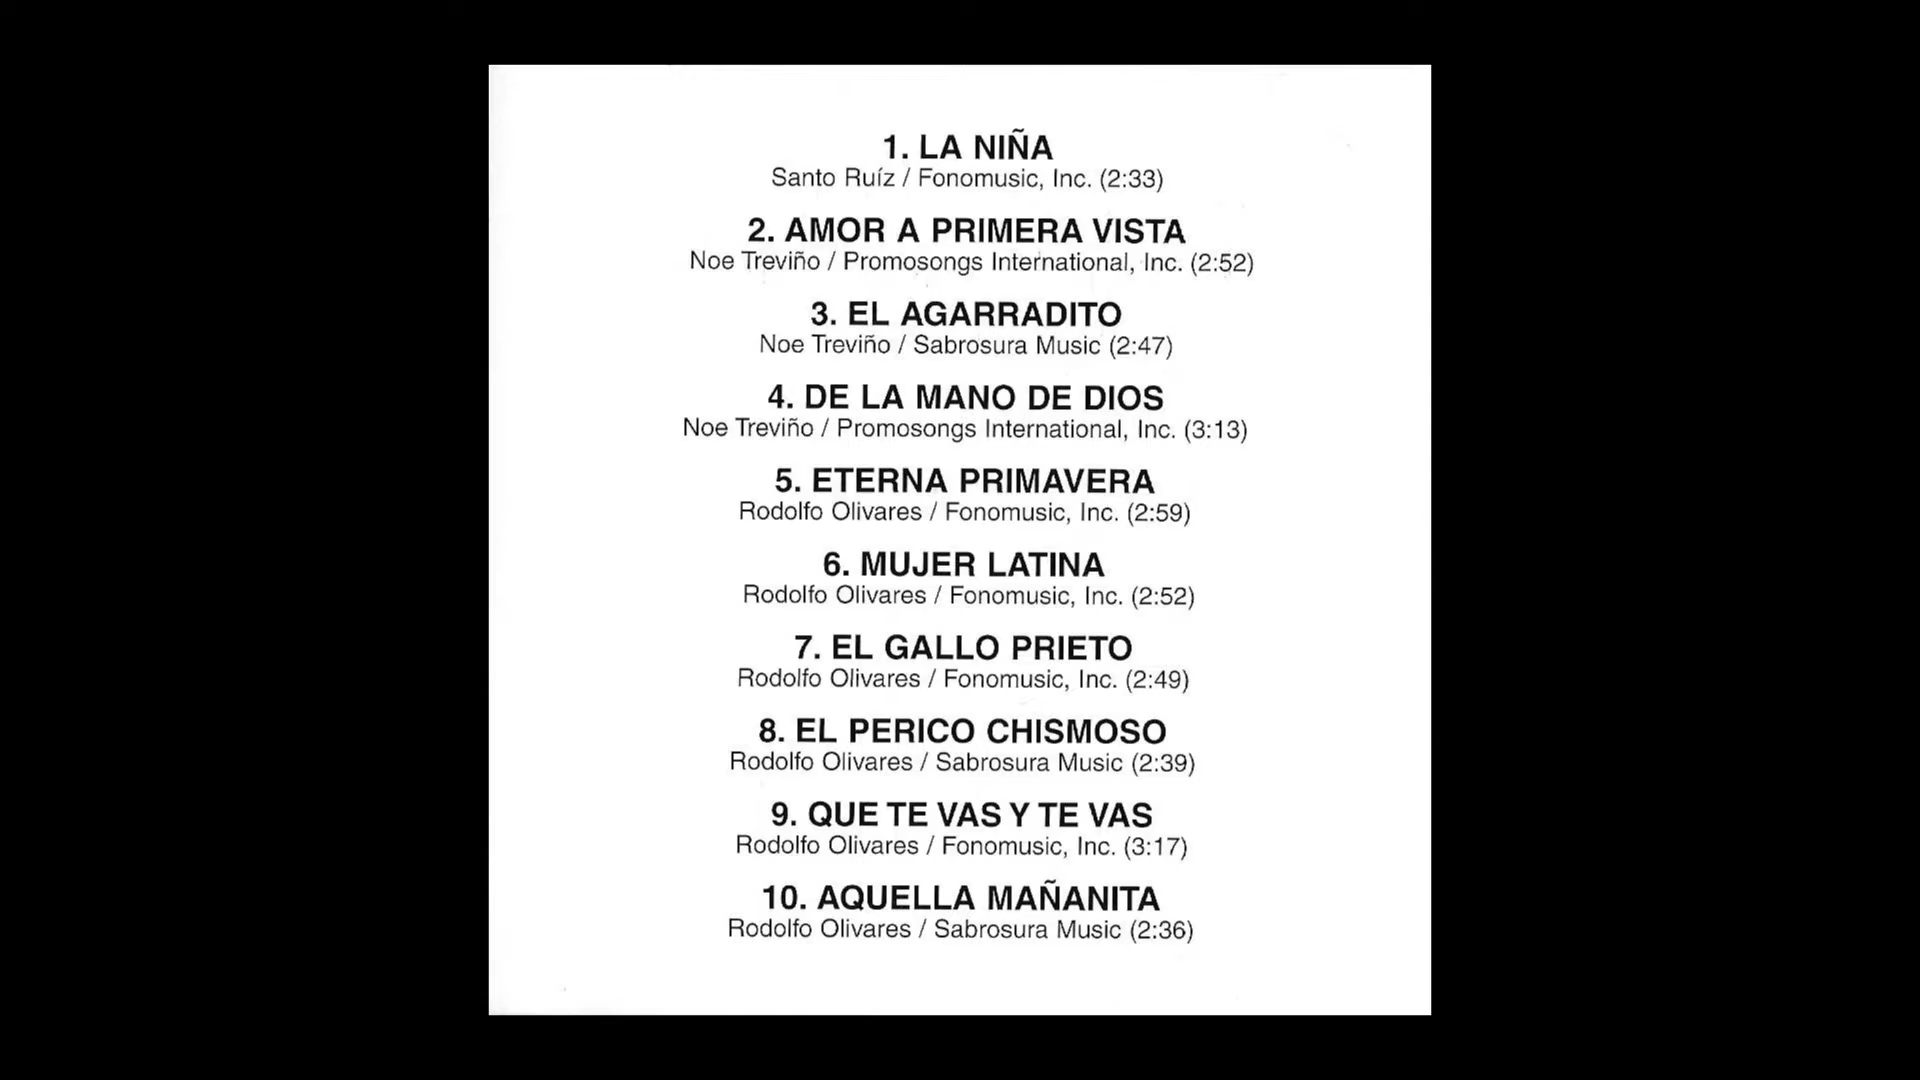 1. LA NIÑA
Santo Ruíz / Fonomusic, Inc. (2:33)
2. AMOR A PRIMERA VISTA
Noe Treviño / Promosongs International, Inc. (2:52)
3. EL AGARRADITO
Noe Treviño / Sabrosura Music (2:47)
4. DE LA MANO DE DIOS
Noe Treviño / Promosongs International, Inc. (3:13)
5. ETERNA PRIMAVERA
Rodolfo Olivares / Fonomusic, Inc. (2:59)
6. MUJER LATINA
Rodolfo Olivares / Fonomusic, Inc. (2:52)
7. EL GALLO PRIETO
Rodolfo Olivares / Fonomusic, Inc. (2:49)
8. EL PERICO CHISMOSO
Rodolfo Olivares / Sabrosura Music (2:39)
9. QUE TE VAS Y TE VAS
Rodolfo Olivares / Fonomusic, Inc. (3:17)
10. AQUELLA MAÑANITA
Rodolfo Olivares / Sabrosura Music (2:36)